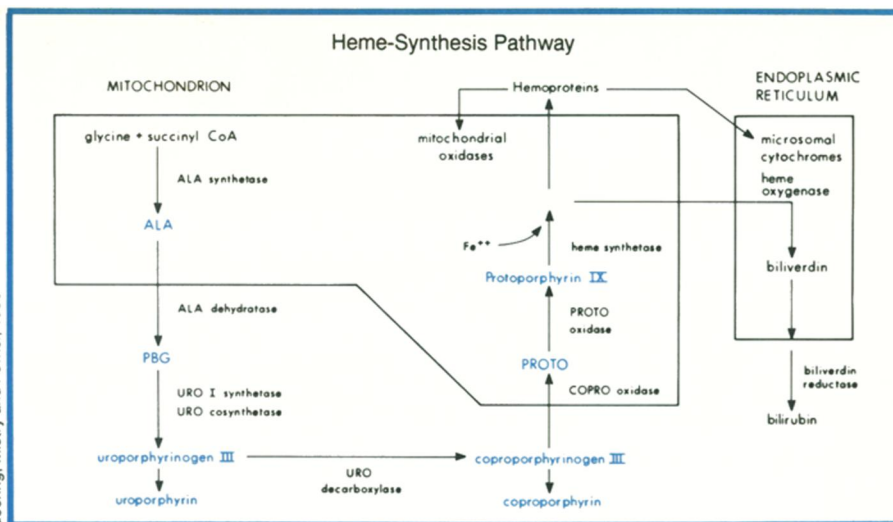 Heme-Synthesis Pathway
MITOCHONDRION
ENDOPLASMIC
RETICULUM
Hemoproteins
glycine + succinyl CoA
mitochondrial
oxidases
microsomal
cytochromes
heme
oxygenase
ALA synthetase
ALA
Fe++
heme synthetase
Protoporphyrin IX
biliverdin
ALA dehydratase
PROTO
oxidase
PBG
PROTO
biliverdin
reductase
URO I synthetase
URO cosynthetase
COPRO oxidase
bilirubin
uroporphyrinogen III
URO
decarboxylase
coproporphyrinogen III
uroporphyrin
coproporphyrin